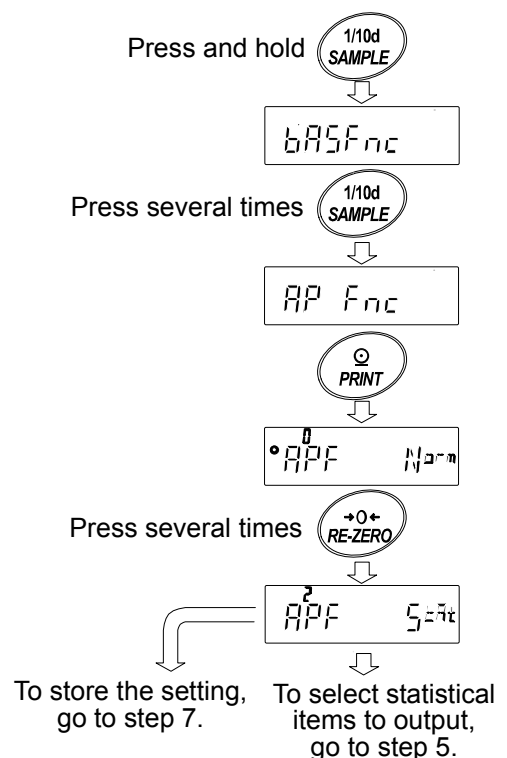 Press and hold
1/10d
SAMPLE
bASFnc
Press several times
1/10d
SAMPLE
AP Fnc
PRINT
0
APF Norm
Press several times
→0←
RE-ZERO
2
APF Stat
To store the setting,
go to step 7.
To select statistical
items to output,
go to step 5.